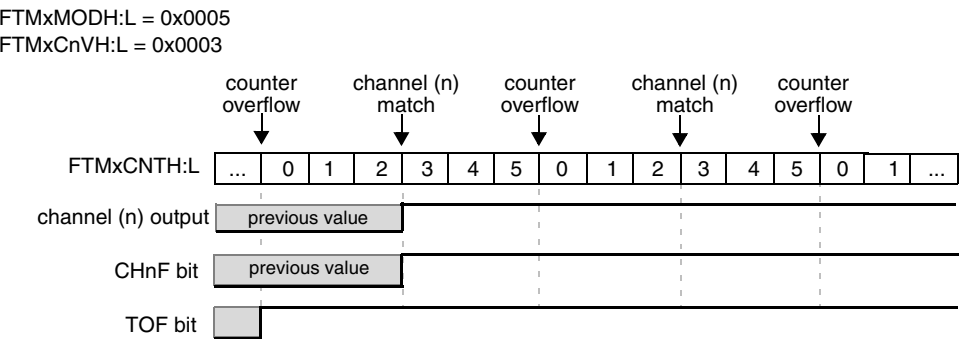 FTMxMODH:L = 0x0005
FTMxCnVH:L = 0x0003
counter overflow
channel (n) match
counter overflow
channel (n) match
counter overflow
FTMxCNTH:L ... 0 1 2 3 4 5 0 1 2 3 4 5 0 1 ...
channel (n) output previous value
CHnF bit previous value
TOF bit